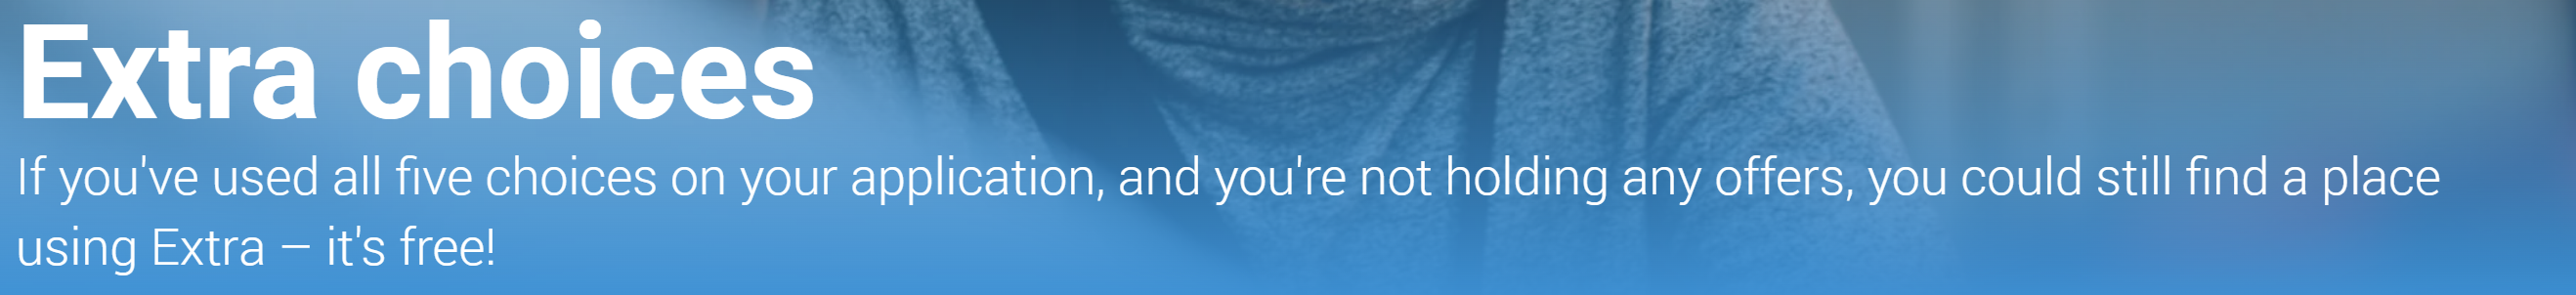 Extra choices
If you've used all five choices on your application, and you're not holding any offers, you could still find a place
using Extra – it's free!